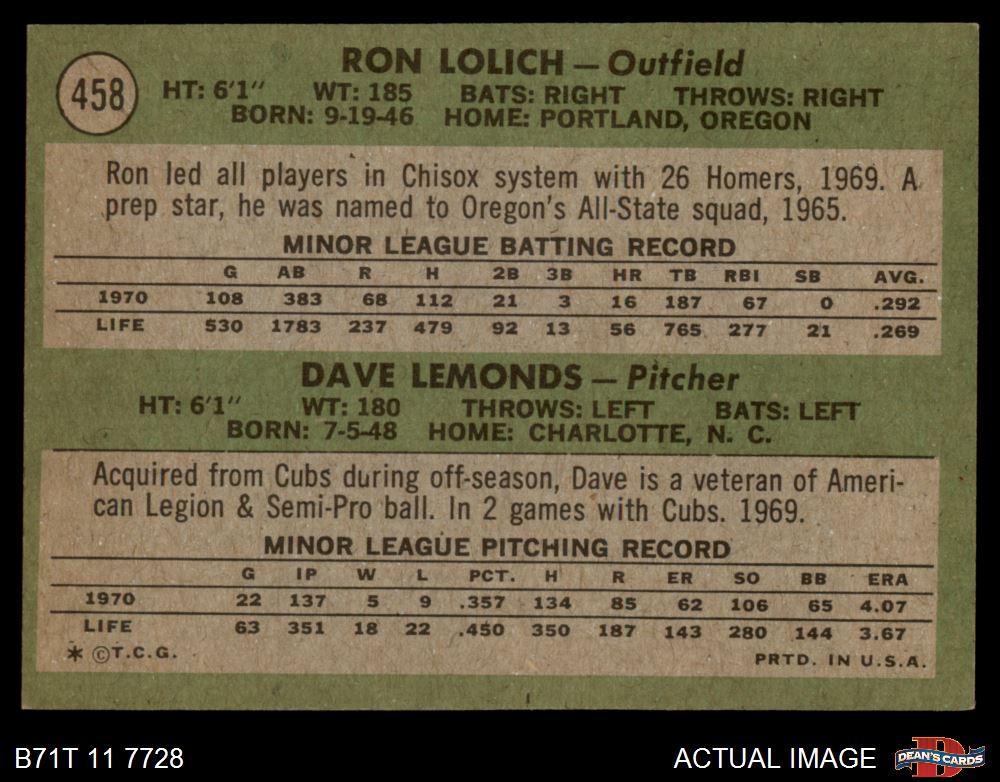 458
RON LOLICH — Outfield
HT: 6'1" WT: 185 BATS: RIGHT THROWS: RIGHT
BORN: 9-19-46 HOME: PORTLAND, OREGON
Ron led all players in Chisox system with 26 Homers, 1969. A
prep star, he was named to Oregon's All-State squad, 1965.
MINOR LEAGUE BATTING RECORD
G AB R H 2B 3B HR TB RBI SB AVG.
1970 108 383 68 112 21 3 16 187 67 0 .292
LIFE 530 1783 237 479 92 13 56 765 277 21 .269
DAVE LEMONDS — Pitcher
HT: 6'1" WT: 180 THROWS: LEFT BATS: LEFT
BORN: 7-5-48 HOME: CHARLOTTE, N. C.
Acquired from Cubs during off-season, Dave is a veteran of Ameri-
can Legion & Semi-Pro ball. In 2 games with Cubs. 1969.
MINOR LEAGUE PITCHING RECORD
G IP W L PCT. H R ER SO BB ERA
1970 22 137 5 9 .357 134 85 62 106 65 4.07
LIFE 63 351 18 22 .450 350 187 143 280 144 3.67
* ©T.C.G. PRTD. IN U.S.A.
B71T 11 7728 ACTUAL IMAGE D DEAN'S CARDS